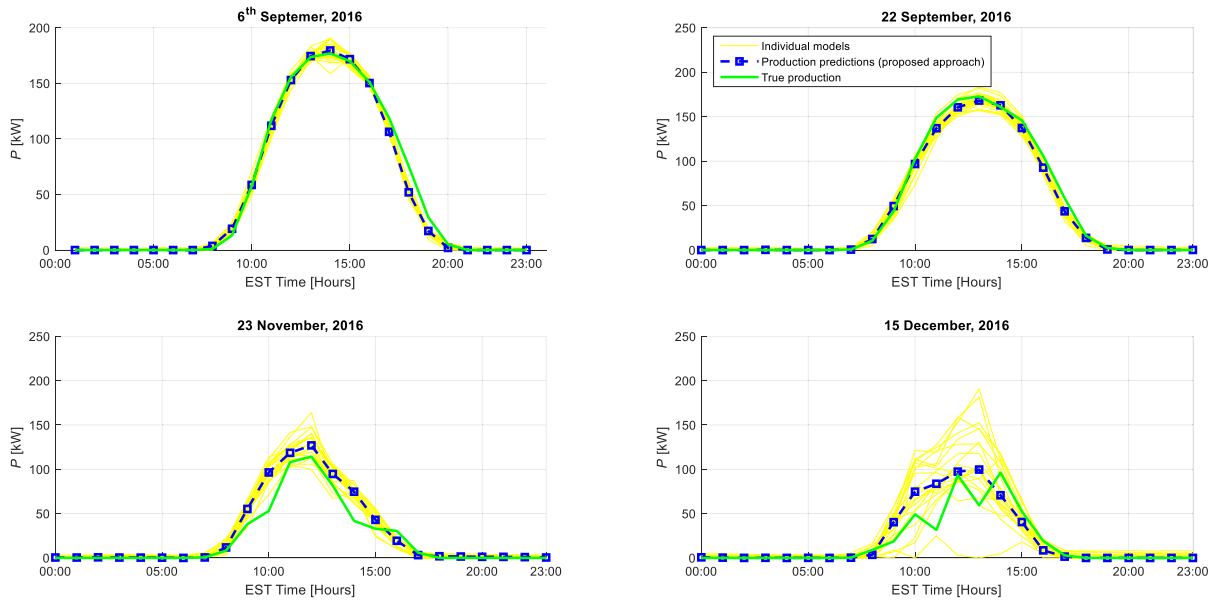 6th Septemer, 2016
200
150
100
50
0
P [kW]
00:00 05:00 10:00 15:00 20:00 23:00
EST Time [Hours]
22 September, 2016
250
200
150
100
50
0
P [kW]
Individual models
Production predictions (proposed approach)
True production
00:00 05:00 10:00 15:00 20:00 23:00
EST Time [Hours]
23 November, 2016
250
200
150
100
50
0
P [kW]
00:00 10:00 15:00 20:00 23:00
EST Time [Hours]
15 December, 2016
250
200
150
100
50
0
P [kW]
00:00 05:00 10:00 15:00 20:00 23:00
EST Time [Hours]